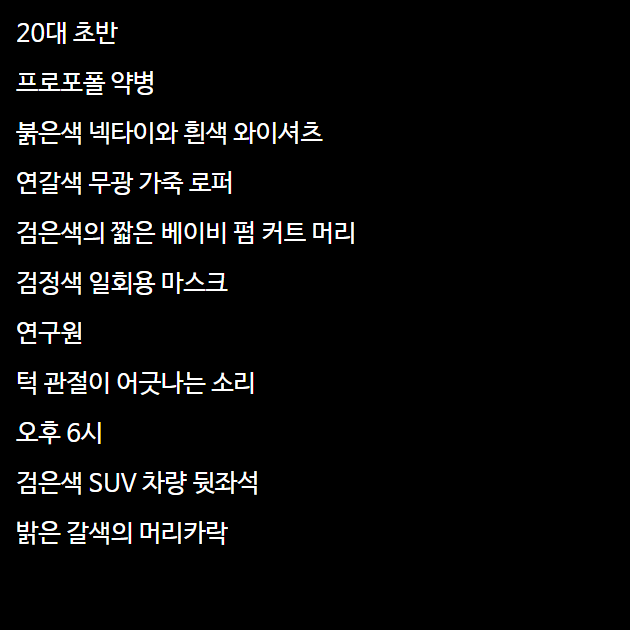 20대 초반
프로포폴 약병
붉은색 넥타이와 흰색 와이셔츠
연갈색 무광 가죽 로퍼
검은색의 짧은 베이비 펌 커트 머리
검정색 일회용 마스크
연구원
턱 관절이 어긋나는 소리
오후 6시
검은색 SUV 차량 뒷좌석
밝은 갈색의 머리카락